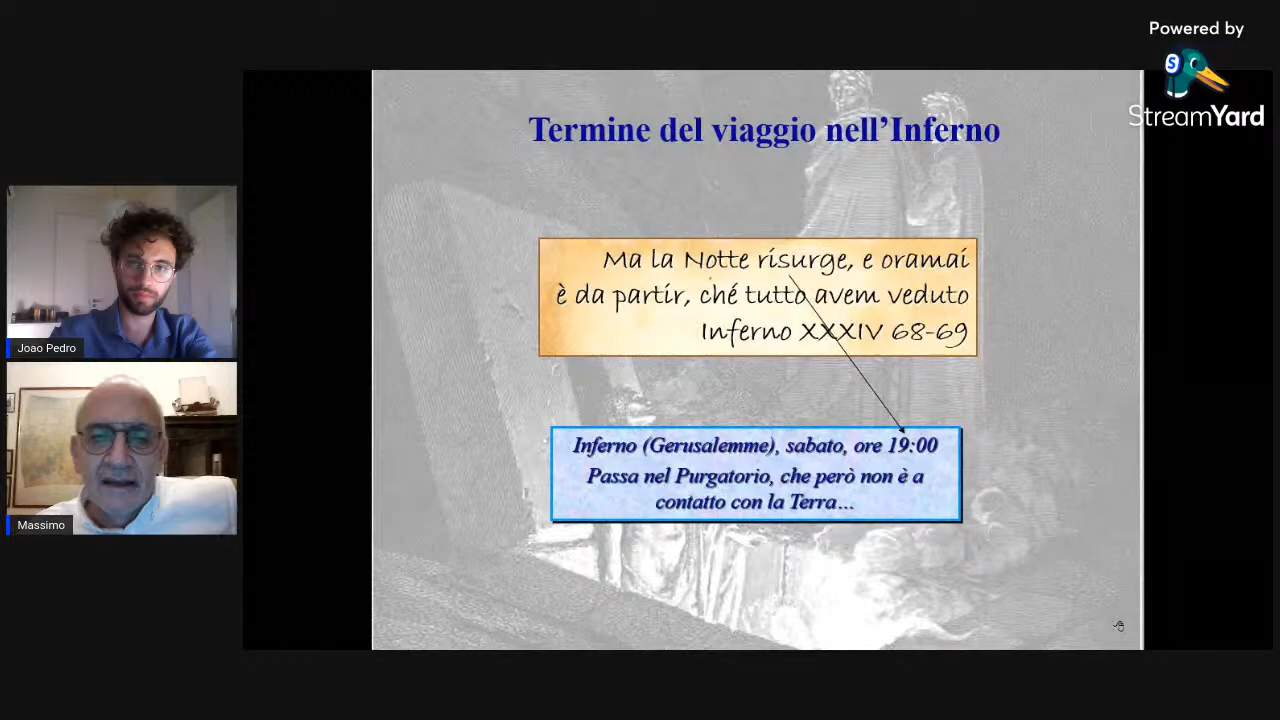 Powered by
StreamYard
Termine del viaggio nell'Inferno
Ma la Notte risurge, e oramai
è da partir, ché tutto avem veduto
Inferno XXXIV 68-69
Inferno (Gerusalemme), sabato, ore 19:00
Passa nel Purgatorio, che però non è a
contatto con la Terra...
Joao Pedro
Massimo